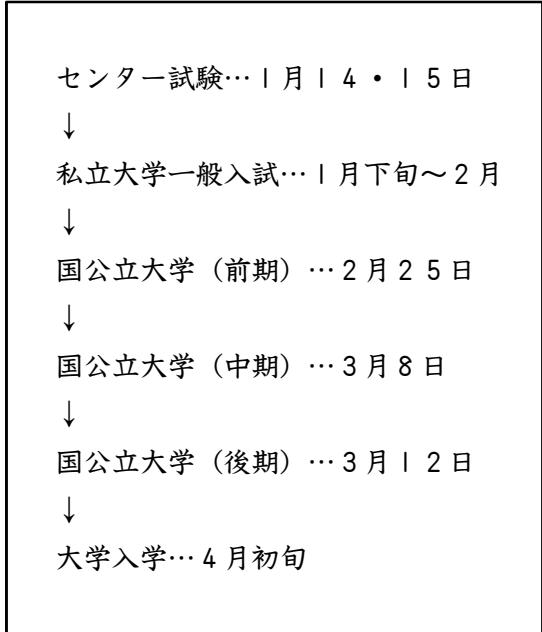 センター試験…1月14・15日
↓
私立大学一般入試…1月下旬～2月
↓
国公立大学（前期）…2月25日
↓
国公立大学（中期）…3月8日
↓
国公立大学（後期）…3月12日
↓
大学入学…4月初旬